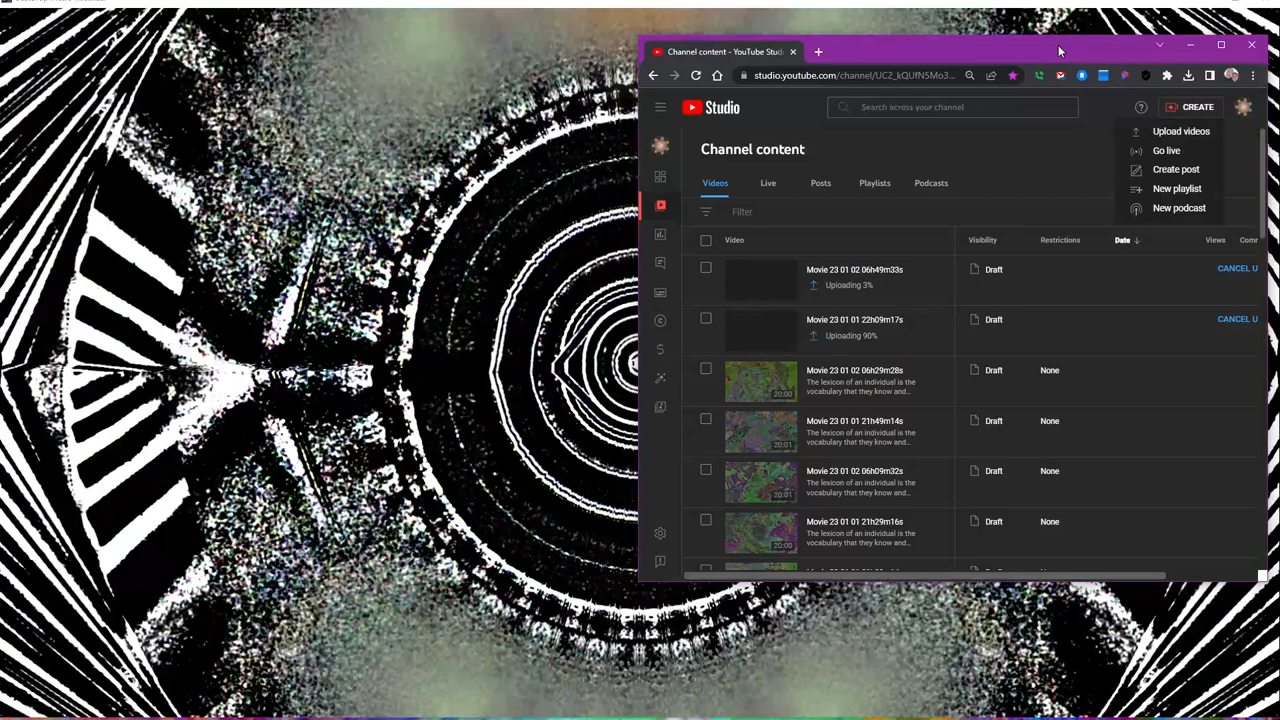 Channel content - YouTube Stud
studio.youtube.com/channel/UC2_kQUfN5Mo3...
Studio
Search across your channel
CREATE
Upload videos
Go live
Create post
New playlist
New podcast
Channel content
Videos
Live
Posts
Playlists
Podcasts
Filter
Video
Visibility
Restrictions
Date
Views
Comm
Movie 23 01 02 06h49m33s
Uploading 3%
Draft
CANCEL U
Movie 23 01 01 22h09m17s
Uploading 90%
Draft
CANCEL U
20:00
Movie 23 01 02 06h29m28s
The lexicon of an individual is the
vocabulary that they know and...
Draft
None
20:01
Movie 23 01 01 21h49m14s
The lexicon of an individual is the
vocabulary that they know and...
Draft
None
20:01
Movie 23 01 02 06h09m32s
The lexicon of an individual is the
vocabulary that they know and...
Draft
None
20:00
Movie 23 01 01 21h29m16s
The lexicon of an individual is the
vocabulary that they know and...
Draft
None